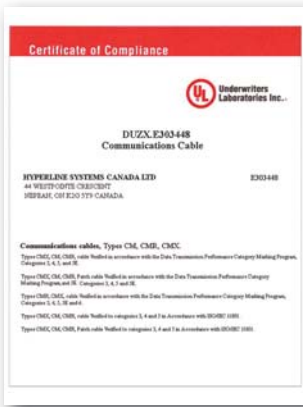 Certificate of Compliance
UL
Underwriters
Laboratories Inc.
DUZX.E303448
Communications Cable
HYPERLINE SYSTEMS CANADA LTD E303448
44 WESTPOINTE CRESCENT
NEPEAN, ON K2G 5Y9 CANADA
Communications cables, Types CM, CMR, CMX.
Types CMX, CM, CMR, cable Verified in accordance with the Data Transmission Performance Category Marking Program,
Categories 3, 4, 5, and 5E.
Types CMX, CM, CMR, Patch cable Verified in accordance with the Data Transmission Performance Category
Marking Program, and 5E. Categories 3, 4, 5 and 5E.
Types CMR, CMX, cable Verified in accordance with the Data Transmission Performance Category Marking Program,
Categories 3, 4, 5, 5E and 6.
Types CMX, CM, CMR, cable Verified to categories 3, 4 and 5 in Accordance with ISO/IEC 11801.
Types CMX, CM, CMR, Patch cable Verified to categories 3, 4 and 5 in Accordance with ISO/IEC 11801.